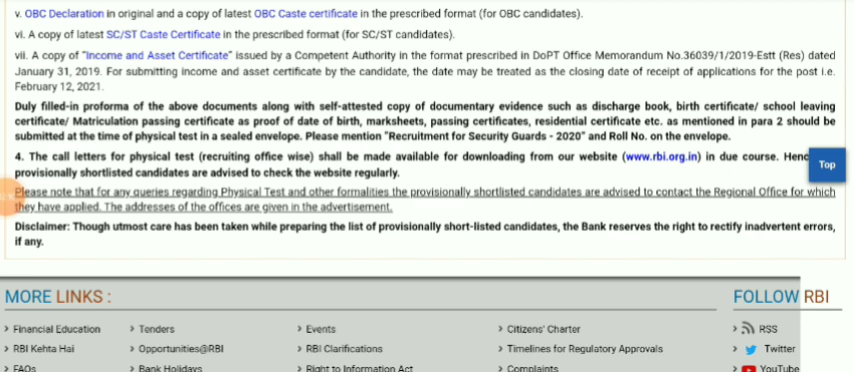 v. OBC Declaration in original and a copy of latest OBC Caste certificate in the prescribed format (for OBC candidates).
vi. A copy of latest SC/ST Caste Certificate in the prescribed format (for SC/ST candidates).
vii. A copy of "Income and Asset Certificate" issued by a Competent Authority in the format prescribed in DoPT Office Memorandum No.36039/1/2019-Estt (Res) dated
January 31, 2019. For submitting income and asset certificate by the candidate, the date may be treated as the closing date of receipt of applications for the post i.e.
February 12, 2021.
Duly filled-in proforma of the above documents along with self-attested copy of documentary evidence such as discharge book, birth certificate/ school leaving
certificate/ Matriculation passing certificate as proof of date of birth, marksheets, passing certificates, residential certificate etc. as mentioned in para 2 should be
submitted at the time of physical test in a sealed envelope. Please mention "Recruitment for Security Guards - 2020" and Roll No. on the envelope.
4. The call letters for physical test (recruiting office wise) shall be made available for downloading from our website (www.rbi.org.in) in due course. Henc
Top
provisionally shortlisted candidates are advised to check the website regularly.
Please note that for any queries regarding Physical Test and other formalities the provisionally shortlisted candidates are advised to contact the Regional Office for which
they have applied. The addresses of the offices are given in the advertisement.
Disclaimer: Though utmost care has been taken while preparing the list of provisionally short-listed candidates, the Bank reserves the right to rectify inadvertent errors,
if any.
MORE LINKS : FOLLOW RBI
› Financial Education › Tenders › Events › Citizens' Charter › RSS
› RBI Kehta Hai › Opportunities@RBI › RBI Clarifications › Timelines for Regulatory Approvals › Twitter
› FAQs › Bank Holidays › Right to Information Act › Complaints › YouTube